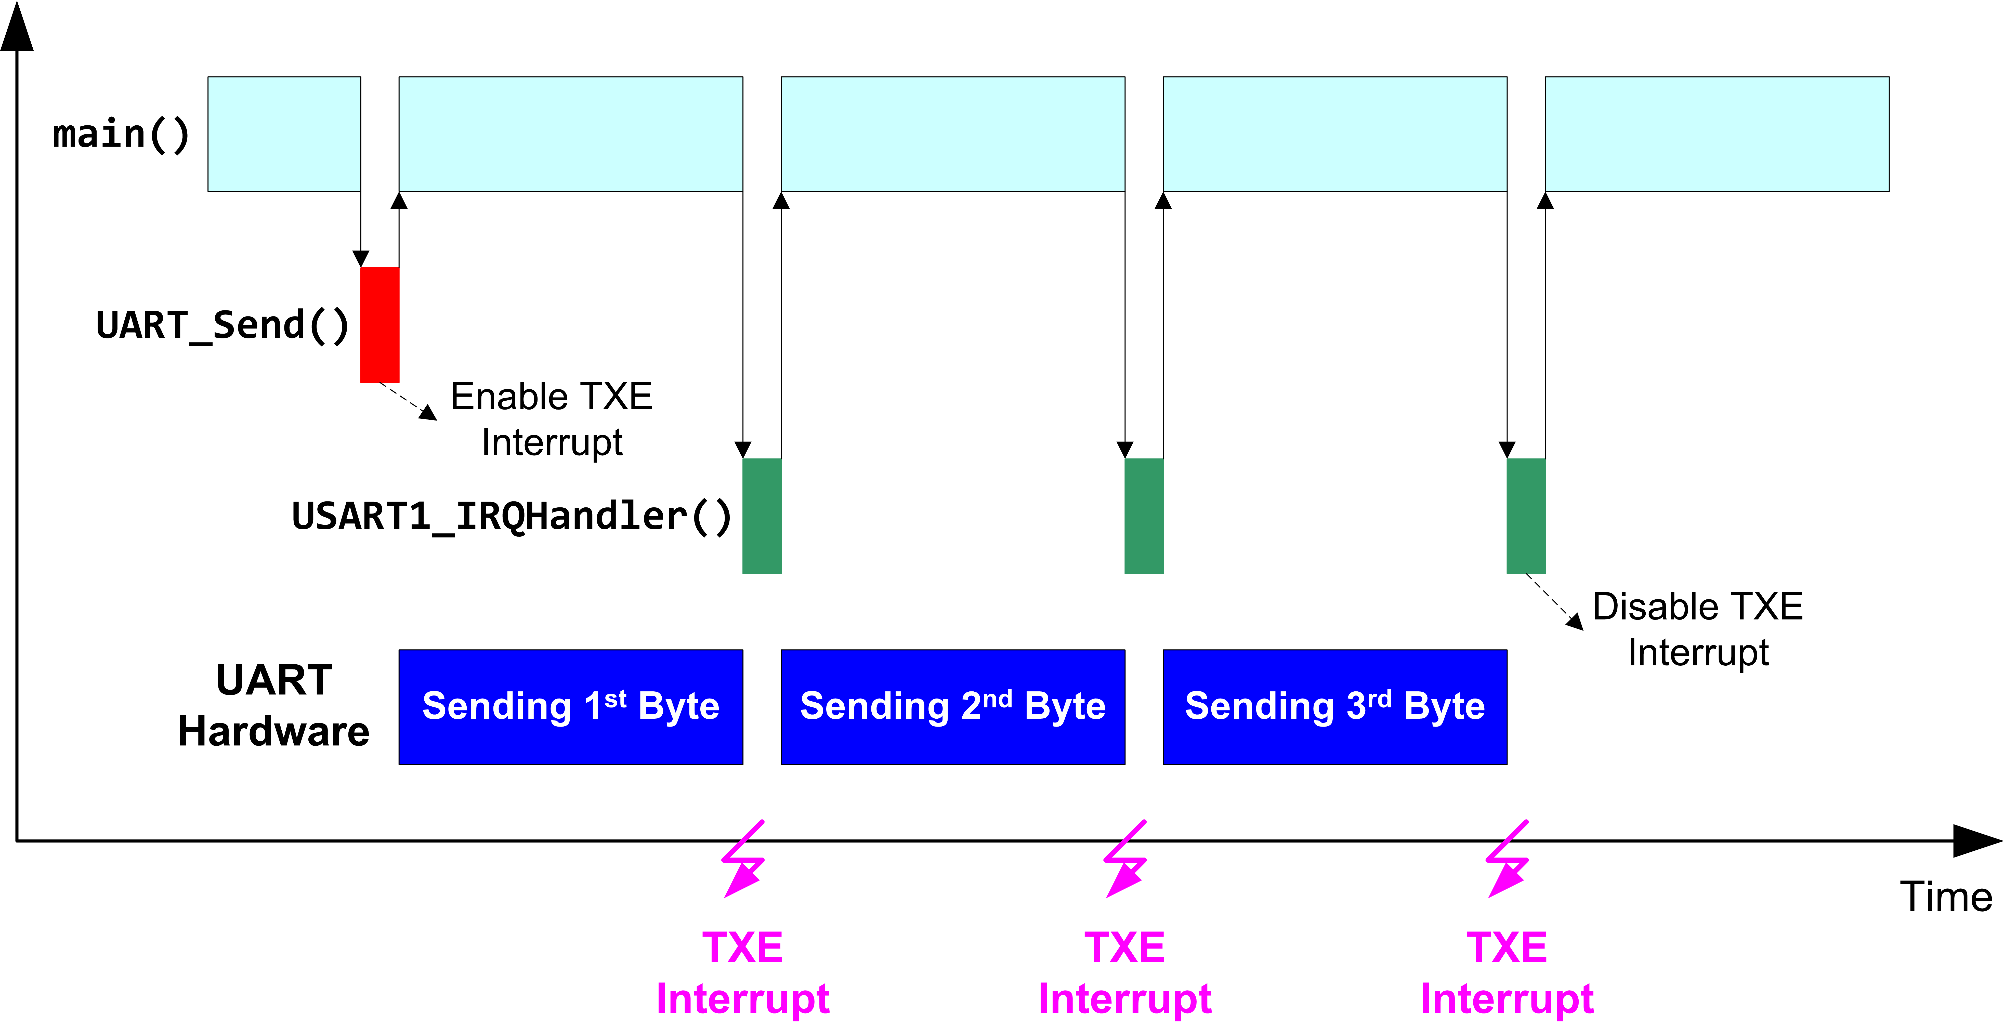 main()
UART_Send()
Enable TXE
Interrupt
USART1_IRQHandler()
Disable TXE
Interrupt
UART
Hardware
Sending 1st Byte
Sending 2nd Byte
Sending 3rd Byte
Time
TXE
Interrupt
TXE
Interrupt
TXE
Interrupt